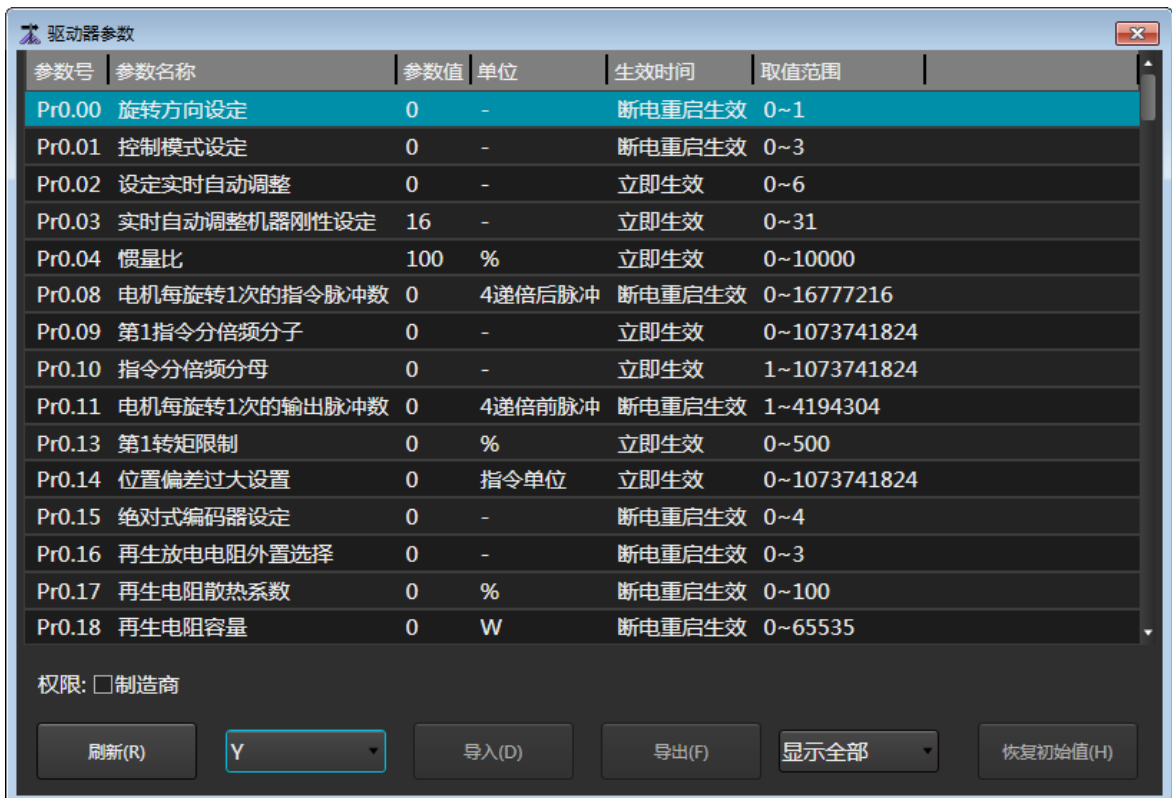 驱动器参数
参数号 参数名称 参数值 单位 生效时间 取值范围
Pr0.00 旋转方向设定 0 - 断电重启生效 0~1
Pr0.01 控制模式设定 0 - 断电重启生效 0~3
Pr0.02 设定实时自动调整 0 - 立即生效 0~6
Pr0.03 实时自动调整机器刚性设定 16 - 立即生效 0~31
Pr0.04 惯量比 100 % 立即生效 0~10000
Pr0.08 电机每旋转1次的指令脉冲数 0 4递倍后脉冲 断电重启生效 0~16777216
Pr0.09 第1指令分倍频分子 0 - 立即生效 0~1073741824
Pr0.10 指令分倍频分母 0 - 立即生效 1~1073741824
Pr0.11 电机每旋转1次的输出脉冲数 0 4递倍前脉冲 断电重启生效 1~4194304
Pr0.13 第1转矩限制 0 % 立即生效 0~500
Pr0.14 位置偏差过大设置 0 指令单位 立即生效 0~1073741824
Pr0.15 绝对式编码器设定 0 - 断电重启生效 0~4
Pr0.16 再生放电电阻外置选择 0 - 断电重启生效 0~3
Pr0.17 再生电阻散热系数 0 % 断电重启生效 0~100
Pr0.18 再生电阻容量 0 W 断电重启生效 0~65535
权限: 制造商
刷新(R) Y 导入(D) 导出(F) 显示全部 恢复初始值(H)